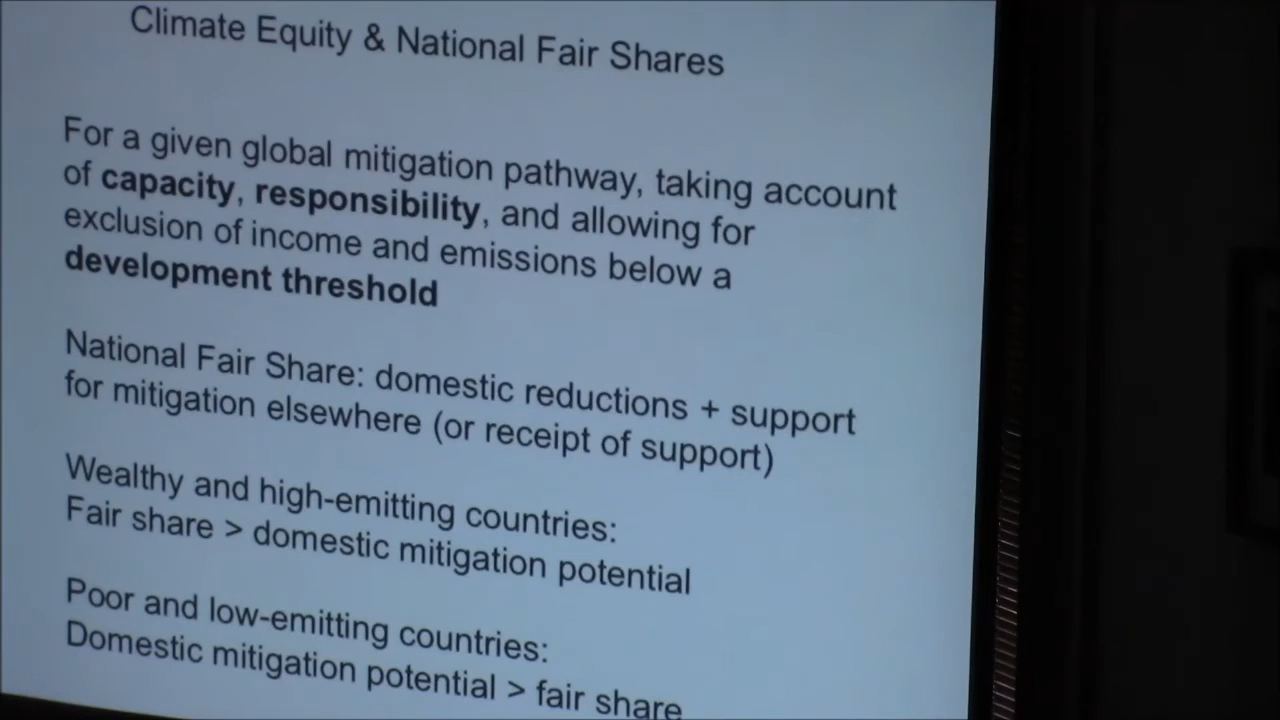 Climate Equity & National Fair Shares
For a given global mitigation pathway, taking account
of capacity, responsibility, and allowing for
exclusion of income and emissions below a
development threshold
National Fair Share: domestic reductions + support
for mitigation elsewhere (or receipt of support)
Wealthy and high-emitting countries:
Fair share > domestic mitigation potential
Poor and low-emitting countries:
Domestic mitigation potential > fair share